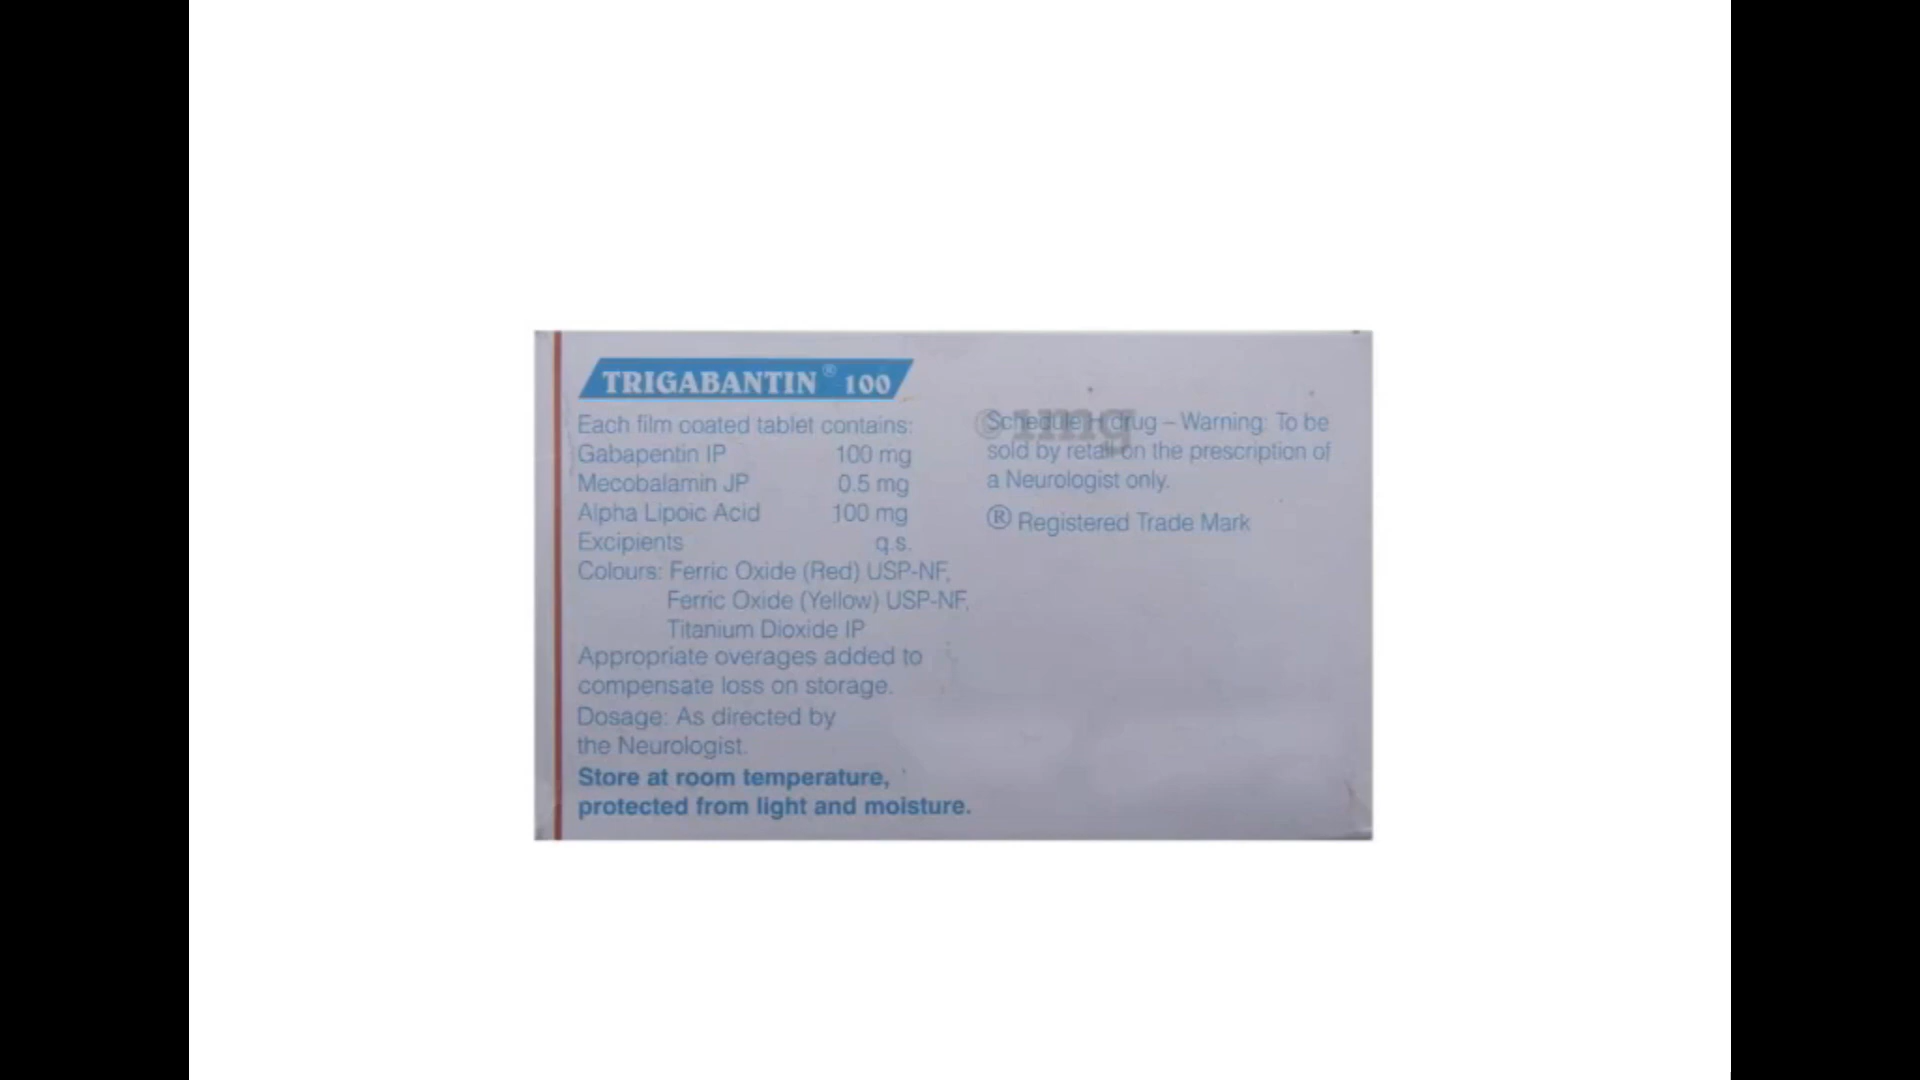 TRIGABANTIN® 100
Each film coated tablet contains:
Gabapentin IP 100 mg
Mecobalamin JP 0.5 mg
Alpha Lipoic Acid 100 mg
Excipients q.s.
Colours: Ferric Oxide (Red) USP-NF,
Ferric Oxide (Yellow) USP-NF,
Titanium Dioxide IP
Appropriate overages added to
compensate loss on storage.
Dosage: As directed by
the Neurologist.
Store at room temperature,
protected from light and moisture.
Schedule H drug – Warning: To be
sold by retail on the prescription of
a Neurologist only.
® Registered Trade Mark
© 1mg